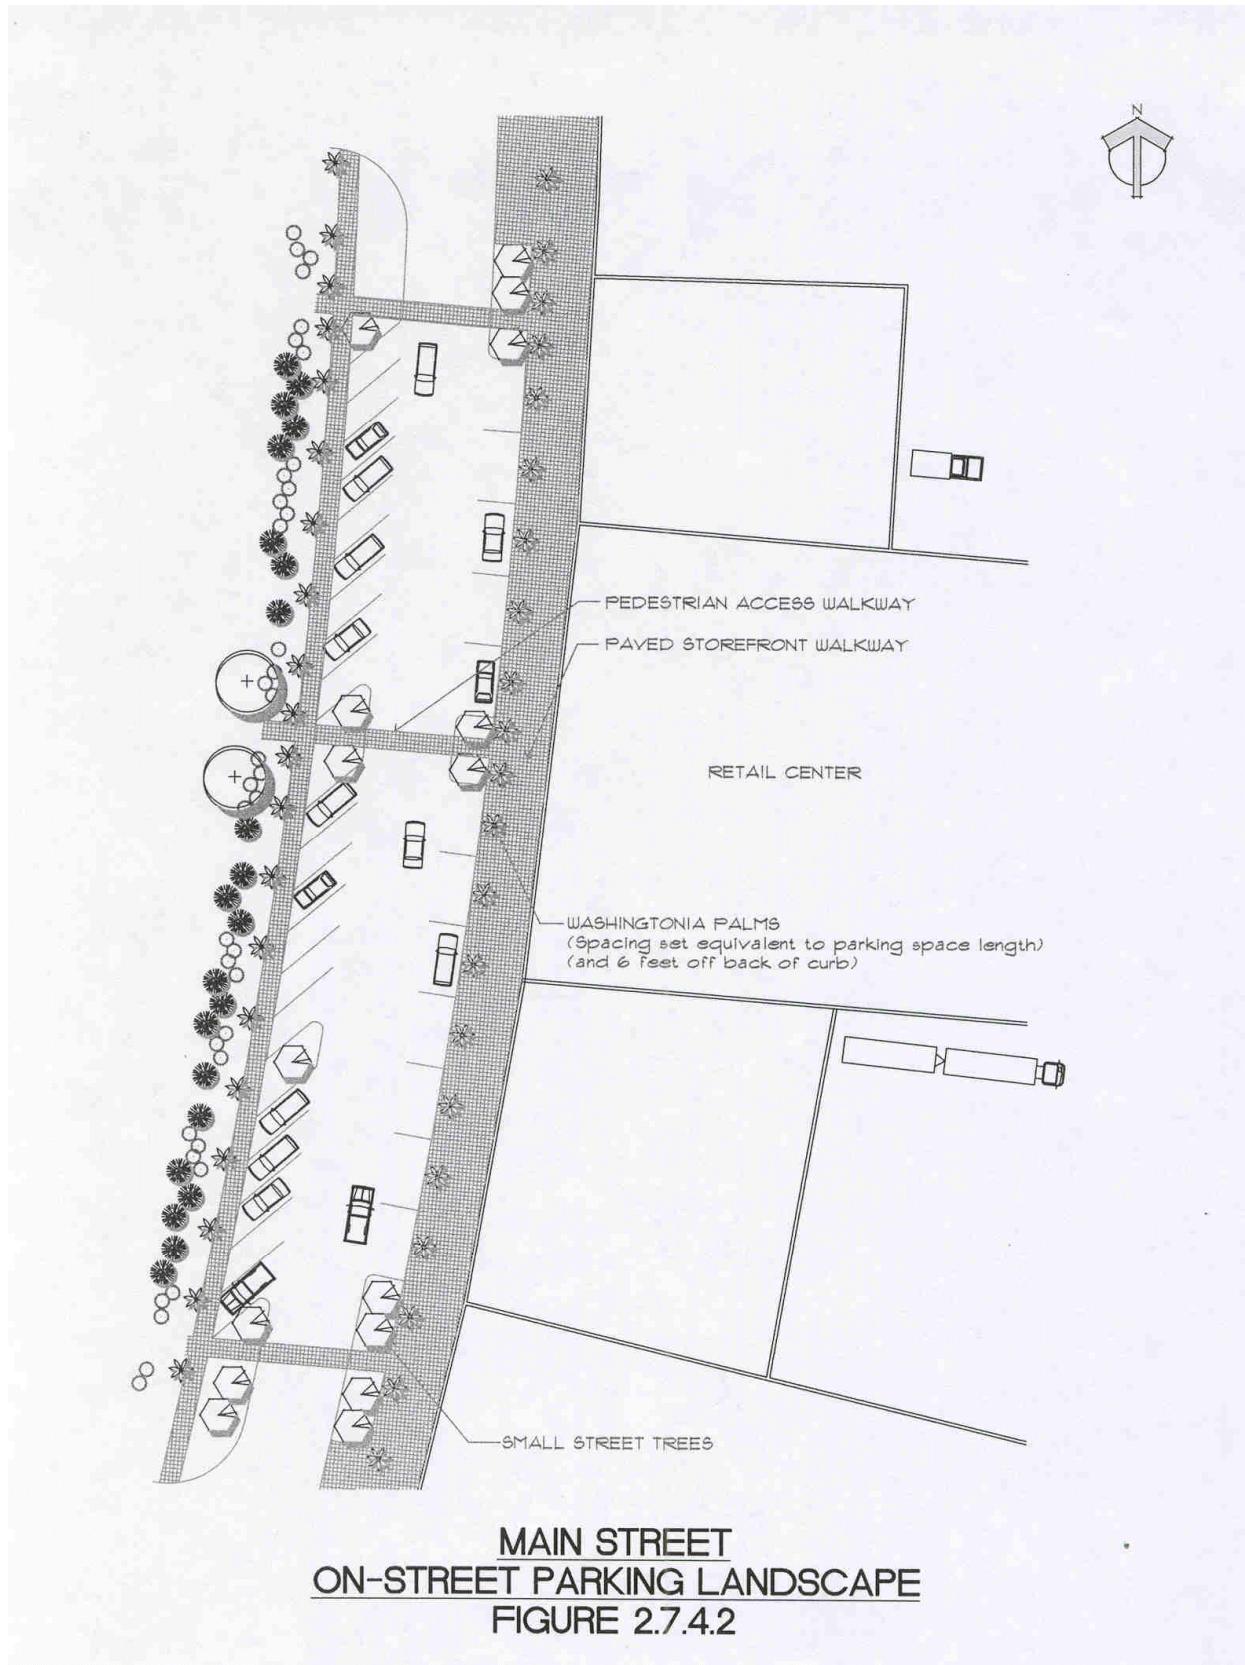 N
PEDESTRIAN ACCESS WALKWAY
PAVED STOREFRONT WALKWAY
RETAIL CENTER
WASHINGTONIA PALMS
(Spacing set equivalent to parking space length)
(and 6 feet off back of curb)
SMALL STREET TREES
MAIN STREET
ON-STREET PARKING LANDSCAPE
FIGURE 2.7.4.2